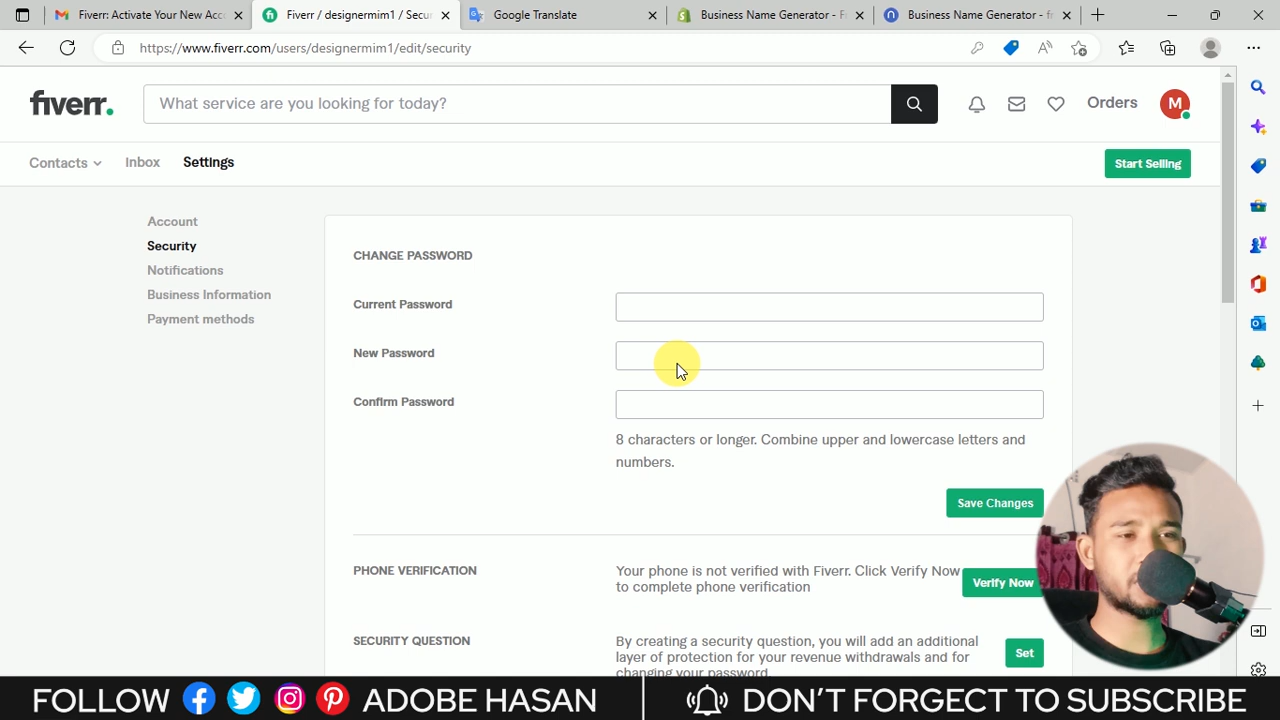 Fiverr: Activate Your New Acc
Fiverr / designermim1 / Secur
Google Translate
Business Name Generator - F
Business Name Generator - fr
https://www.fiverr.com/users/designermim1/edit/security
fiverr.
What service are you looking for today?
Orders
M
Contacts
Inbox
Settings
Start Selling
Account
Security
Notifications
Business Information
Payment methods
CHANGE PASSWORD
Current Password
New Password
Confirm Password
8 characters or longer. Combine upper and lowercase letters and
numbers.
Save Changes
PHONE VERIFICATION
Your phone is not verified with Fiverr. Click Verify Now
to complete phone verification
Verify Now
SECURITY QUESTION
By creating a security question, you will add an additional
layer of protection for your revenue withdrawals and for
changing your password.
Set
FOLLOW
ADOBE HASAN
DON'T FORGECT TO SUBSCRIBE